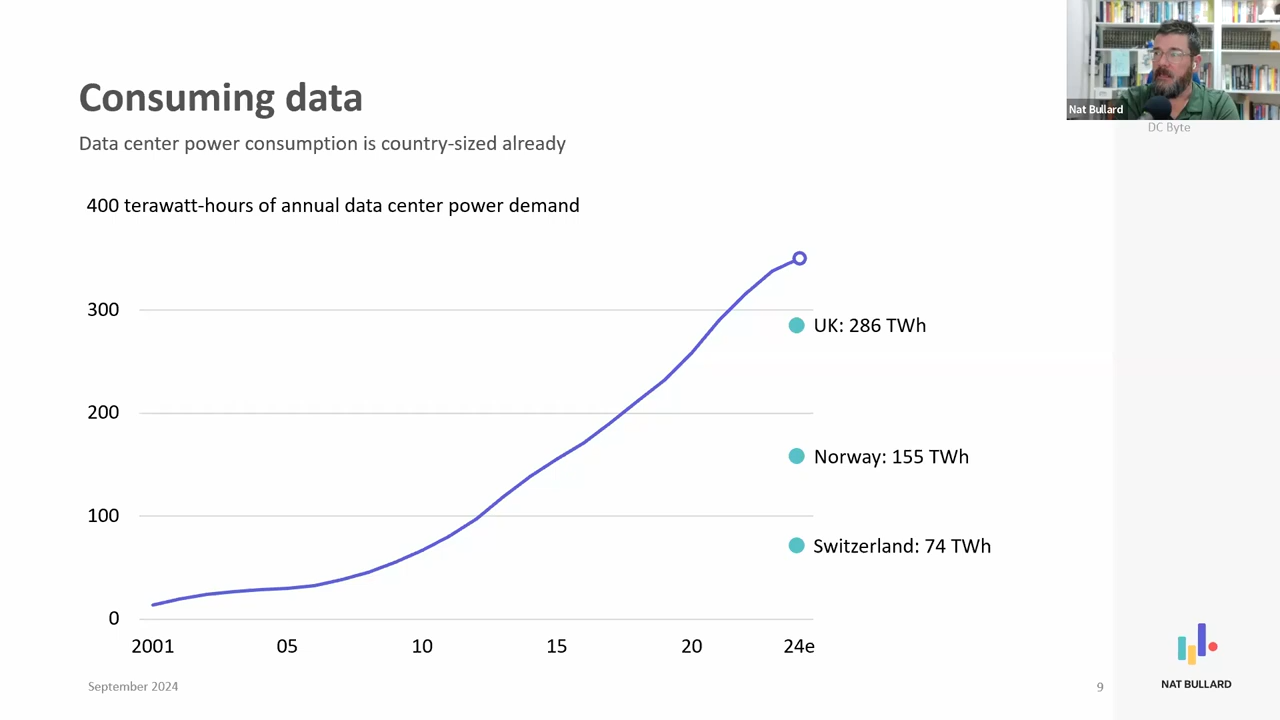 Nat Bullard
DC Byte
Consuming data
Data center power consumption is country-sized already
400 terawatt-hours of annual data center power demand
300
UK: 286 TWh
200
Norway: 155 TWh
100
Switzerland: 74 TWh
0
2001 05 10 15 20 24e
September 2024
9
NAT BULLARD